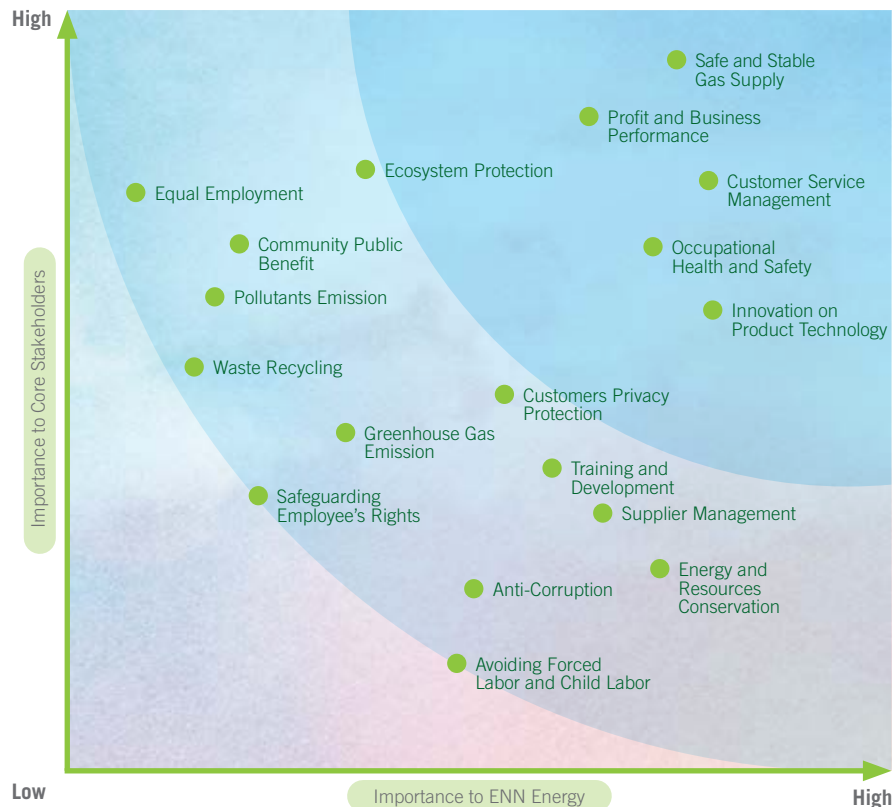 High
Safe and Stable
Gas Supply
Profit and Business
Performance
Ecosystem Protection
Customer Service
Management
Equal Employment
Community Public
Benefit
Occupational
Health and Safety
Pollutants Emission
Innovation on
Product Technology
Waste Recycling
Customers Privacy
Protection
Greenhouse Gas
Emission
Training and
Development
Safeguarding
Employee's Rights
Supplier Management
Energy and
Resources
Conservation
Anti-Corruption
Avoiding Forced
Labor and Child Labor
Importance to Core Stakeholders
Low
Importance to ENN Energy
High